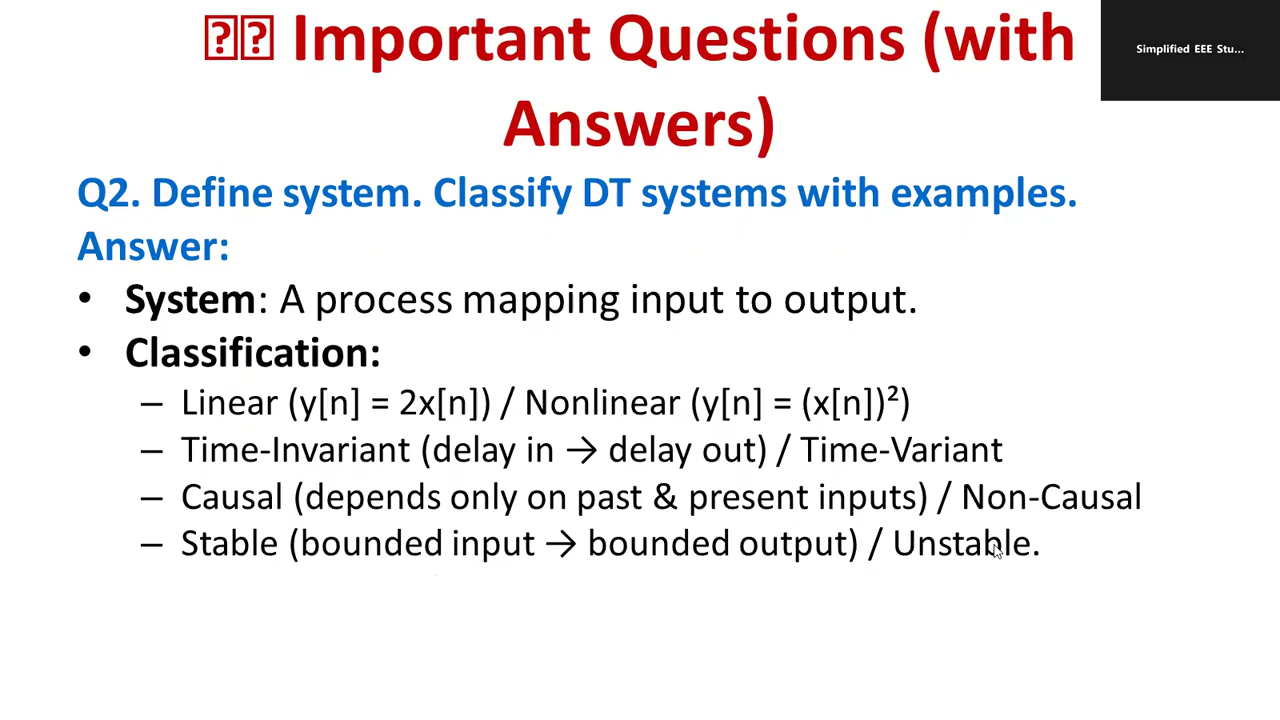 Important Questions (with
Answers)
Simplified EEE Stu...
Q2. Define system. Classify DT systems with examples.
Answer:
• System: A process mapping input to output.
• Classification:
– Linear (y[n] = 2x[n]) / Nonlinear (y[n] = (x[n])²)
– Time-Invariant (delay in → delay out) / Time-Variant
– Causal (depends only on past & present inputs) / Non-Causal
– Stable (bounded input → bounded output) / Unstable.